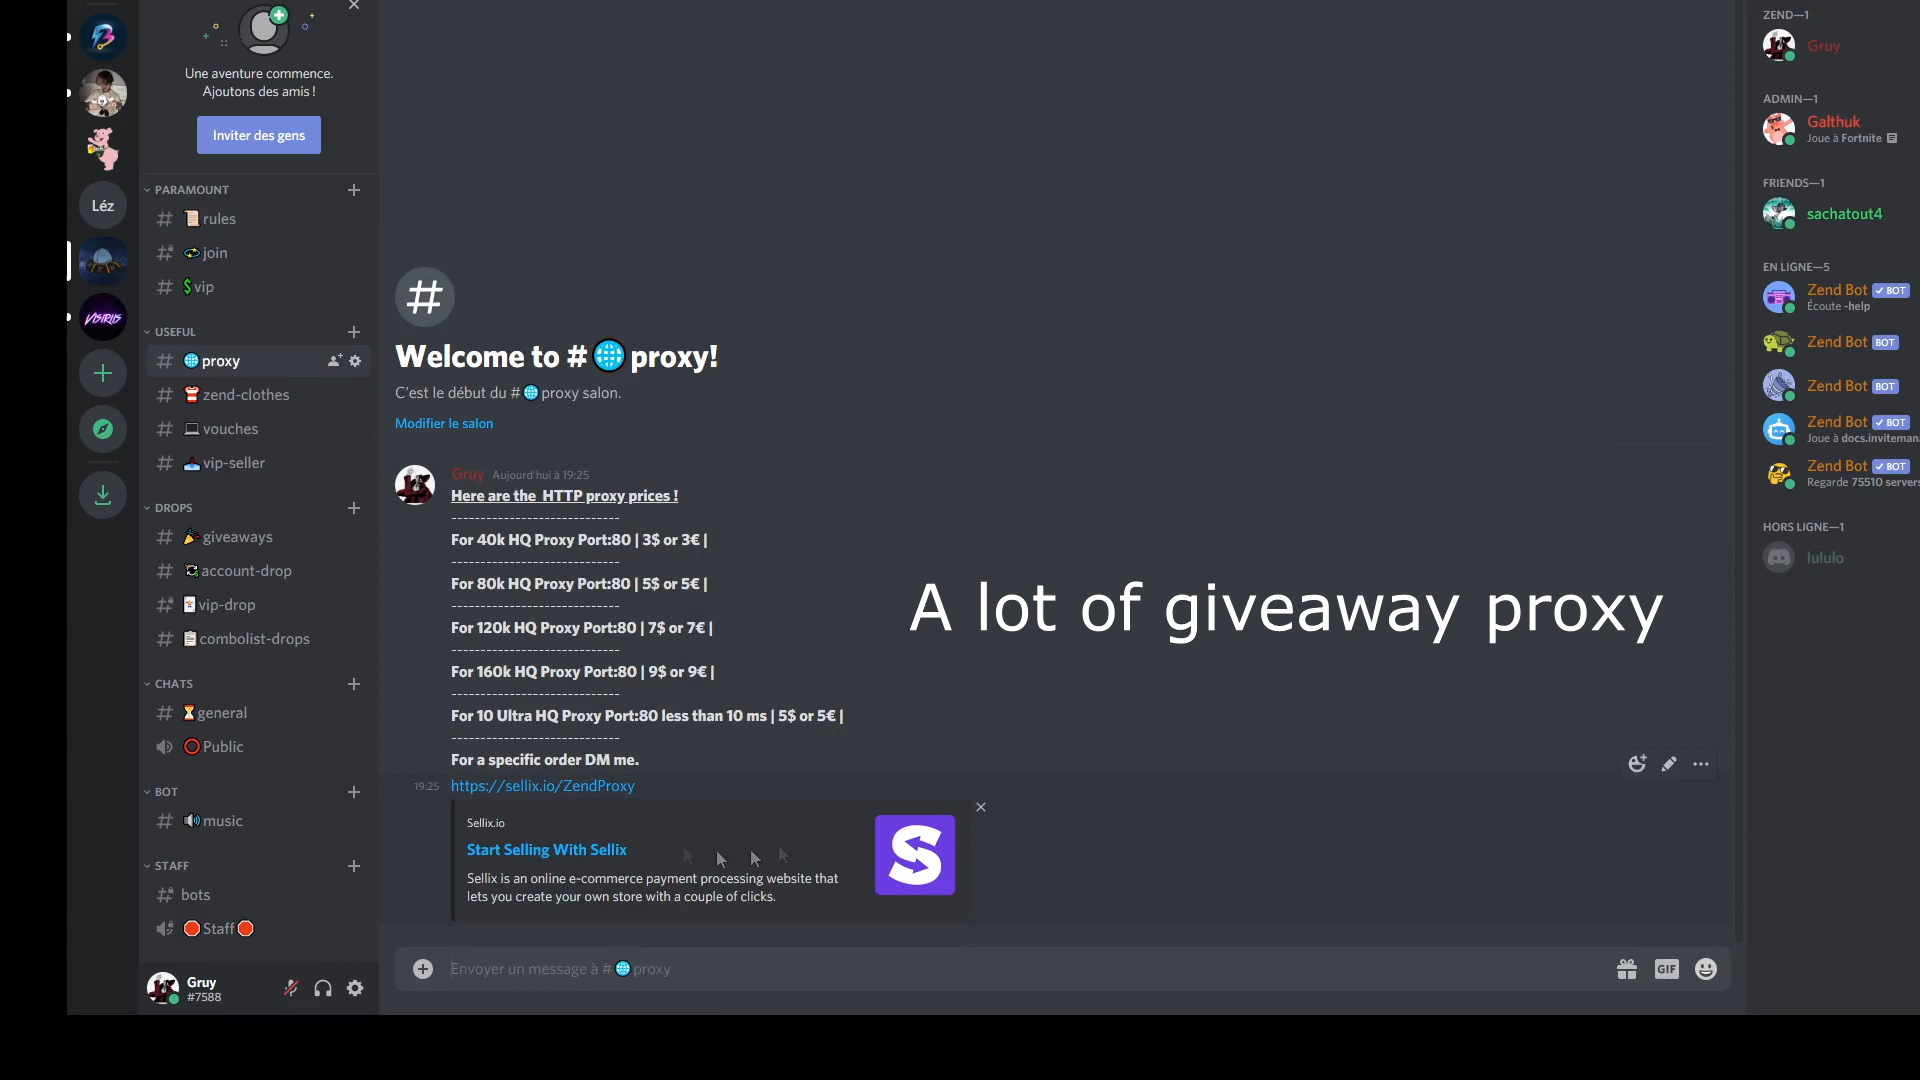 Une aventure commence.
Ajoutons des amis !
Inviter des gens
Léz
VISIRIIS
PARAMOUNT
rules
join
vip
USEFUL
proxy
zend-clothes
vouches
vip-seller
DROPS
giveaways
account-drop
vip-drop
combolist-drops
CHATS
general
Public
BOT
music
STAFF
bots
Staff
Gruy
#7588
Welcome to # proxy!
C'est le début du # proxy salon.
Modifier le salon
Gruy Aujourd'hui à 19:25
Here are the HTTP proxy prices !
-----------------------------
For 40k HQ Proxy Port:80 | 3$ or 3€ |
-----------------------------
For 80k HQ Proxy Port:80 | 5$ or 5€ |
-----------------------------
For 120k HQ Proxy Port:80 | 7$ or 7€ |
-----------------------------
For 160k HQ Proxy Port:80 | 9$ or 9€ |
-----------------------------
For 10 Ultra HQ Proxy Port:80 less than 10 ms | 5$ or 5€ |
-----------------------------
For a specific order DM me.
19:25 https://sellix.io/ZendProxy
Sellix.io
Start Selling With Sellix
Sellix is an online e-commerce payment processing website that
lets you create your own store with a couple of clicks.
Envoyer un message à # proxy
GIF
A lot of giveaway proxy
ZEND—1
Gruy
ADMIN—1
Galthuk
Joue à Fortnite
FRIENDS—1
sachatout4
EN LIGNE—5
Zend Bot BOT
Écoute -help
Zend Bot BOT
Zend Bot BOT
Zend Bot BOT
Joue à docs.invitemana
Zend Bot BOT
Regarde 75510 servers
HORS LIGNE—1
lululo